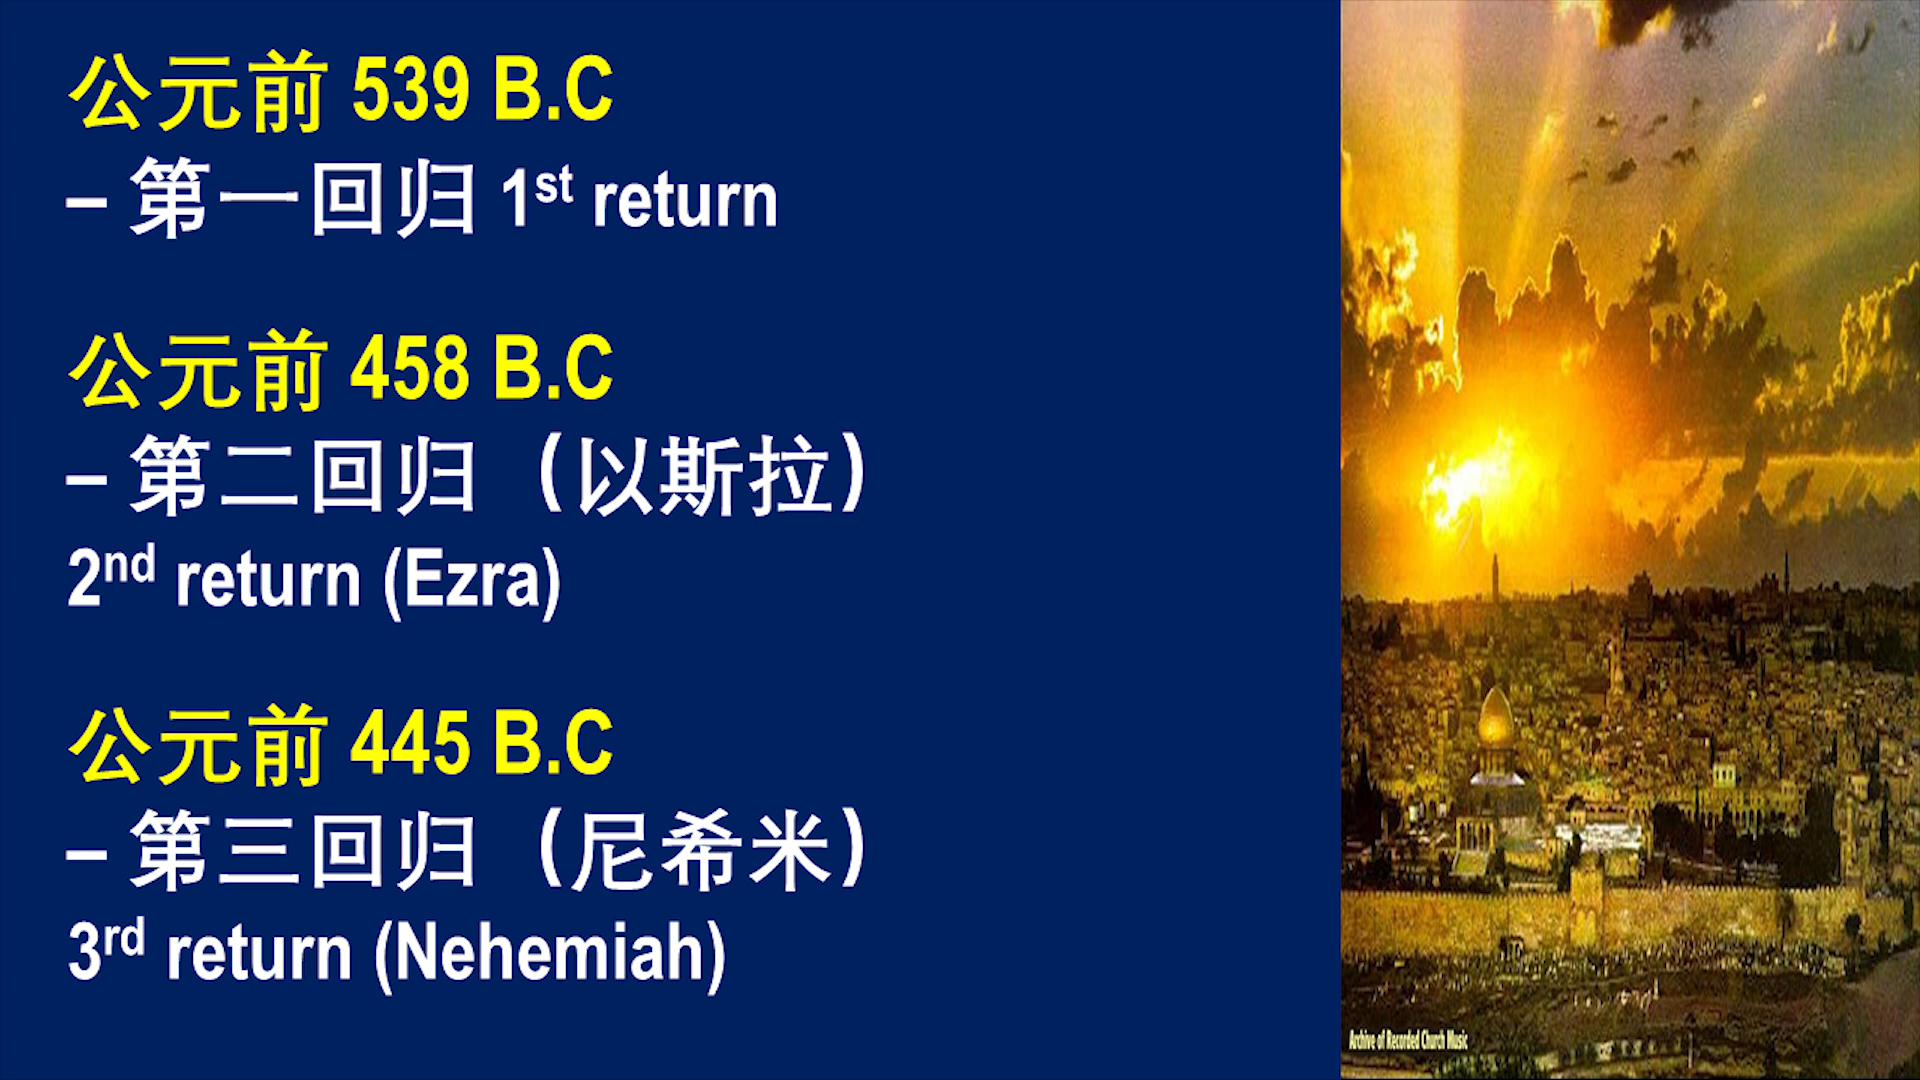 公元前 539 B.C
– 第一回归 1st return
公元前 458 B.C
– 第二回归（以斯拉）
2nd return (Ezra)
公元前 445 B.C
– 第三回归（尼希米）
3rd return (Nehemiah)
Archive of Recorded Church Music